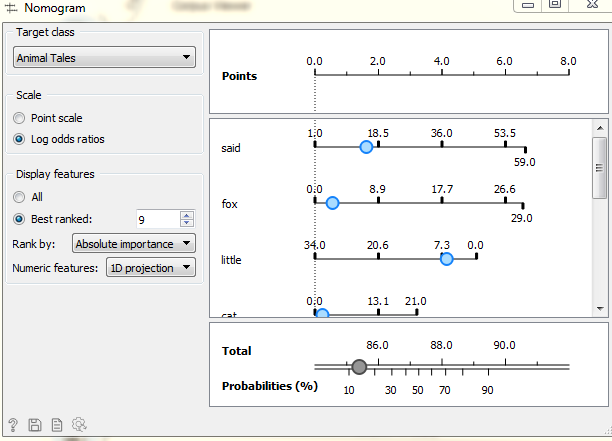 Nomogram
Target class
Animal Tales
Scale
Point scale
Log odds ratios
Display features
All
Best ranked: 9
Rank by: Absolute importance
Numeric features: 1D projection
0.0 2.0 4.0 6.0 8.0
Points
1.0 18.5 36.0 53.5
said
59.0
0.0 8.9 17.7 26.6
fox
29.0
34.0 20.6 7.3 0.0
little
0.0 13.1 21.0
cat
86.0 88.0 90.0
Total
Probabilities (%)
10 30 50 70 90
?